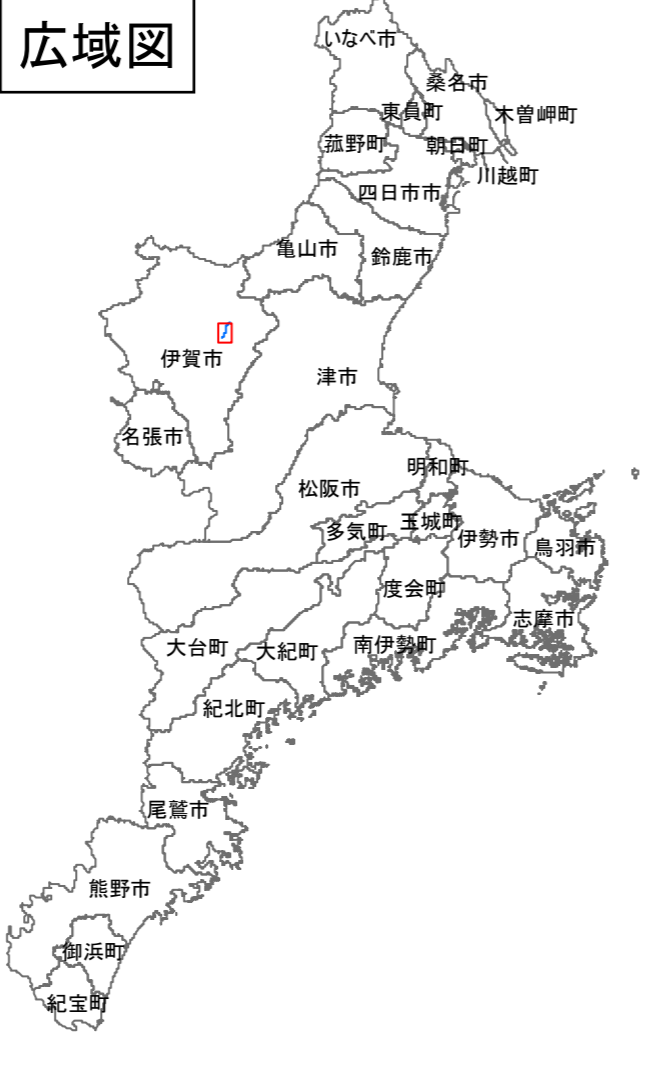 広域図
いなべ市
桑名市
東員町
木曽岬町
菰野町
朝日町
川越町
四日市市
亀山市
鈴鹿市
伊賀市
津市
名張市
明和町
松阪市
玉城町
多気町
伊勢市
鳥羽市
度会町
志摩市
大台町
大紀町
南伊勢町
紀北町
尾鷲市
熊野市
御浜町
紀宝町